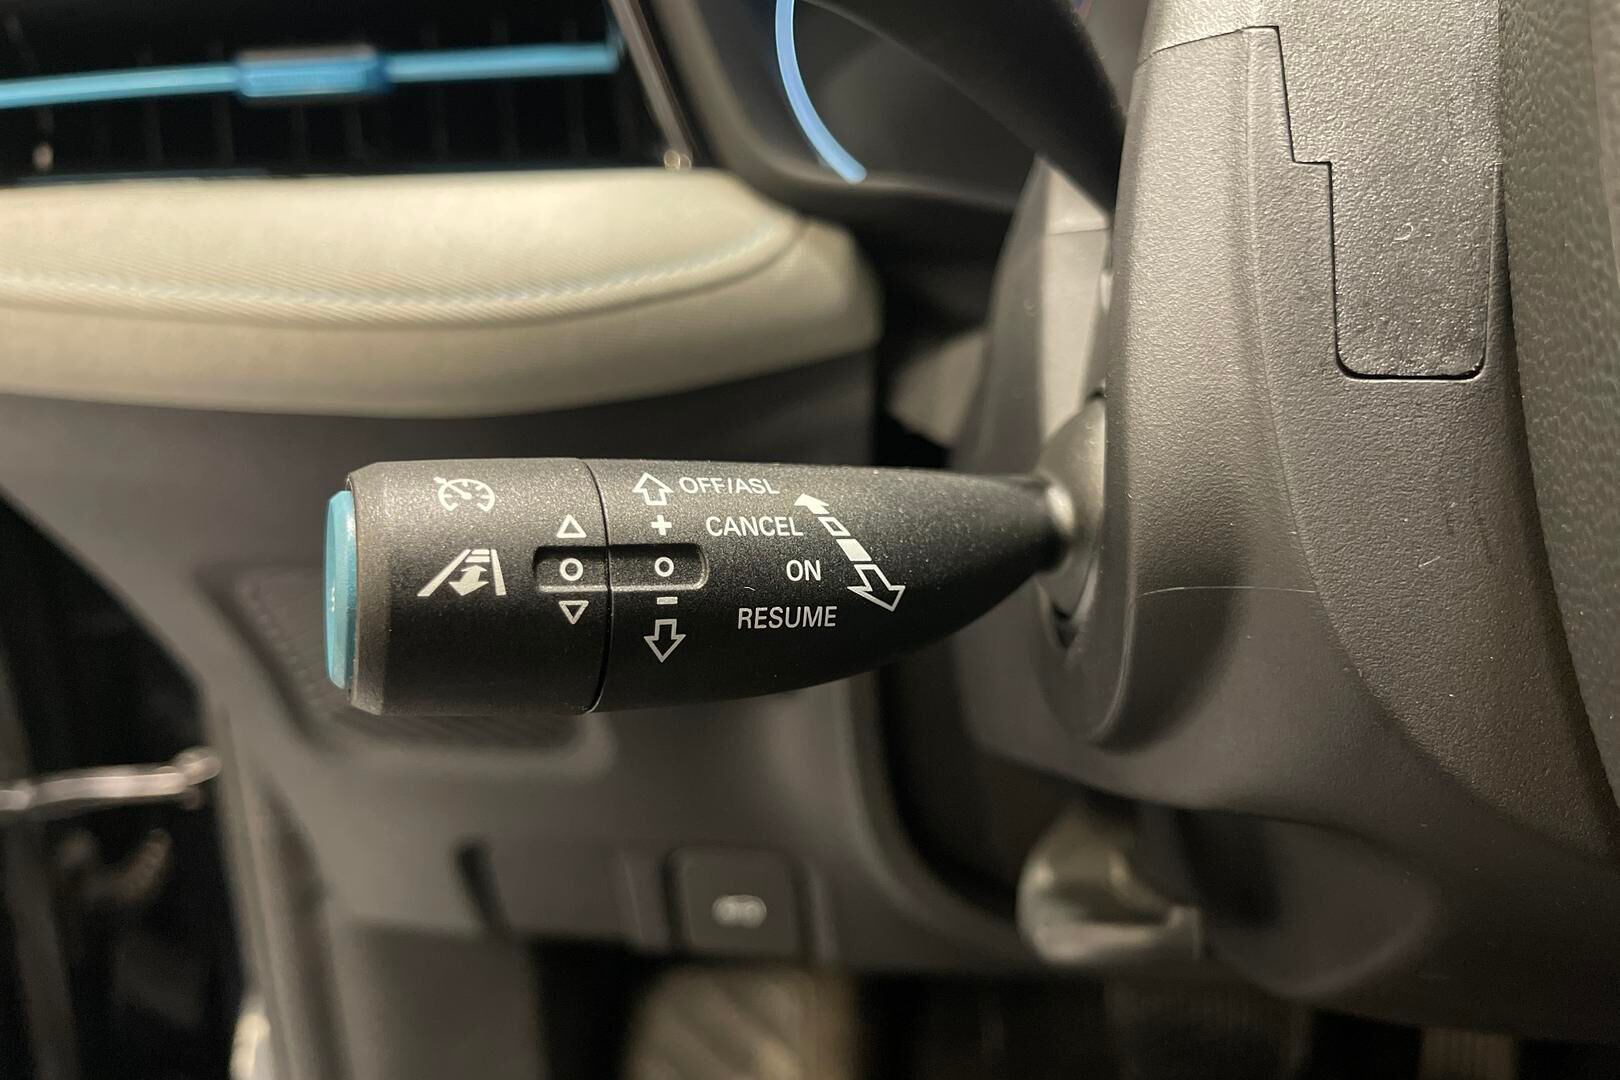 OFF/ASL
+
CANCEL
ON
−
RESUME